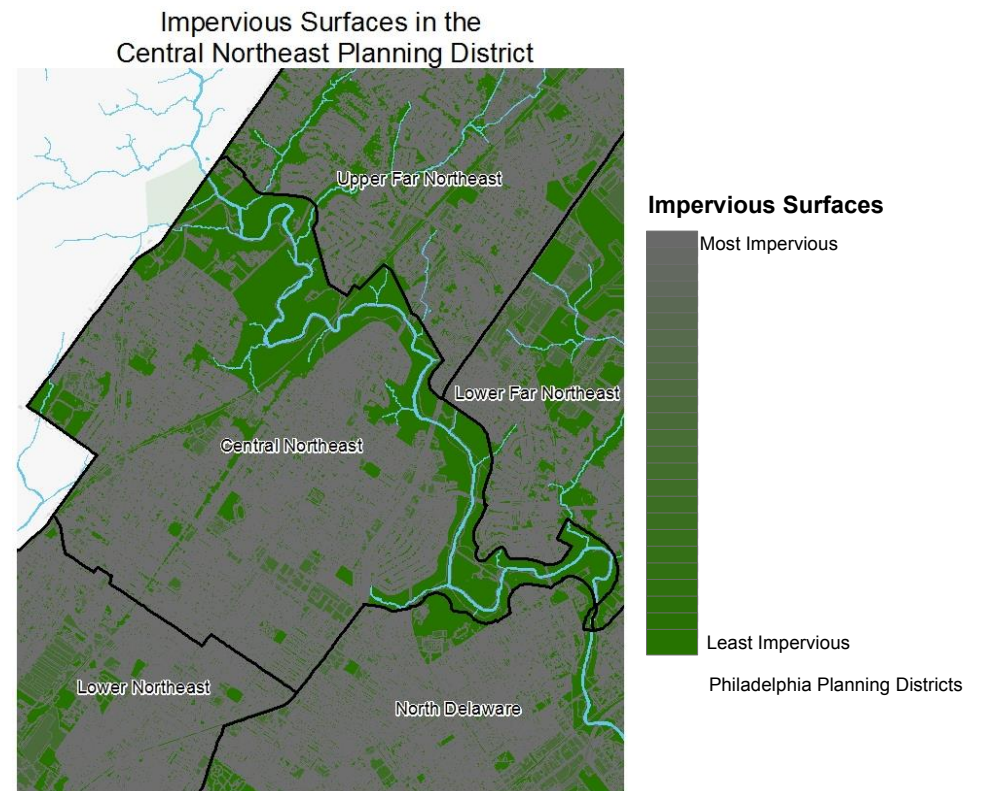 Impervious Surfaces in the
Central Northeast Planning District
Upper Far Northeast
Lower Far Northeast
Central Northeast
Lower Northeast
North Delaware
Impervious Surfaces
Most Impervious
Least Impervious
Philadelphia Planning Districts